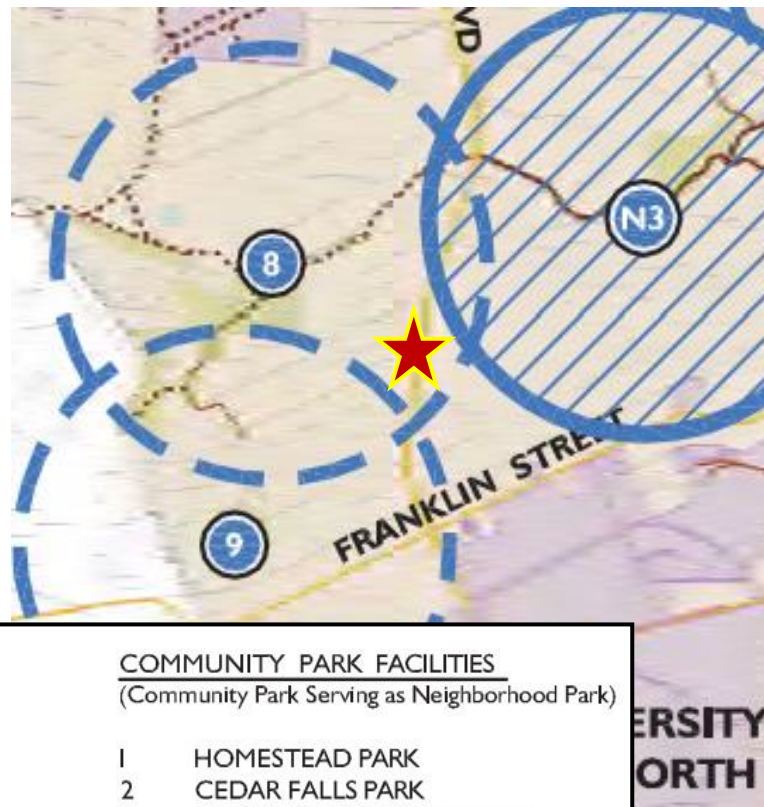 VD
N3
8
FRANKLIN STREET
9
COMMUNITY PARK FACILITIES
(Community Park Serving as Neighborhood Park)
1 HOMESTEAD PARK
2 CEDAR FALLS PARK
ERSITY
ORTH